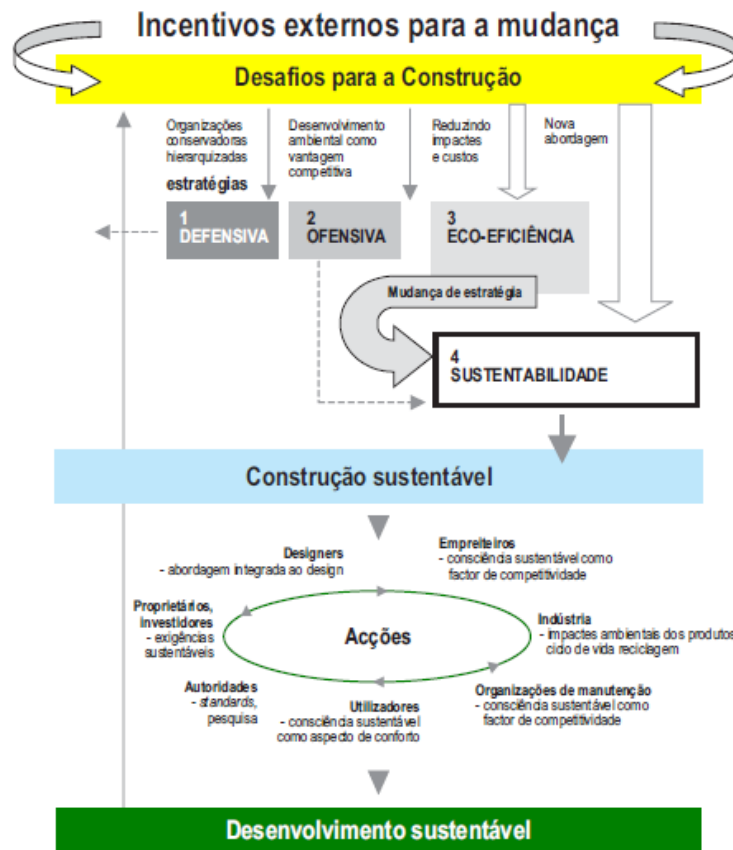 Incentivos externos para a mudança
Desafios para a Construção
Organizações
conservadoras
hierarquizadas
Desenvolvimento
ambiental como
vantagem
competitiva
Reduzindo
impactes
e custos
Nova
abordagem
estratégias
1
DEFENSIVA
2
OFENSIVA
3
ECO-EFICIÊNCIA
Mudança de estratégia
4
SUSTENTABILIDADE
Construção sustentável
Designers
- abordagem integrada ao design
Empreiteiros
- consciência sustentável como
factor de competitividade
Proprietários,
investidores
- exigências
sustentáveis
Acções
Indústria
- impactes ambientais dos produtos
ciclo de vida reciclagem
Autoridades
- standards,
pesquisa
Utilizadores
- consciência sustentável
como aspecto de conforto
Organizações de manutenção
- consciência sustentável como
factor de competitividade
Desenvolvimento sustentável